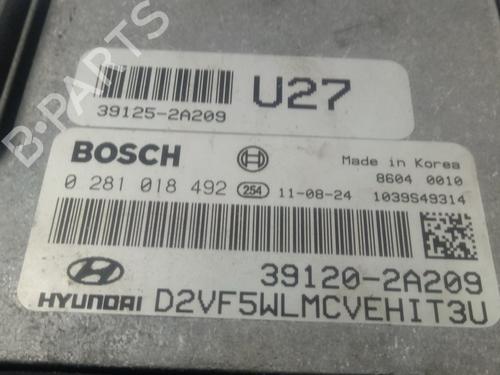 U27
39125-2A209
BOSCH
Made in Korea
8604 0010
0 281 018 492 254 11-08-24 1039S49314
39120-2A209
HYUNDAI D2VF5WLMCVEHIT3U
B-PARTS